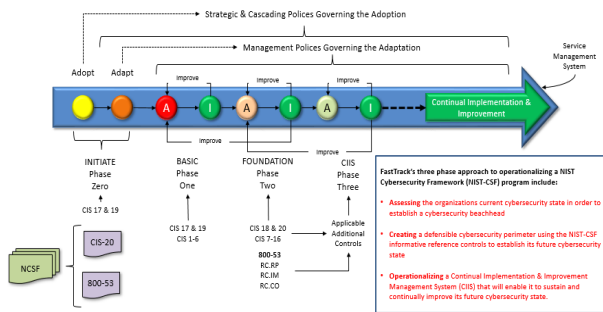 Strategic & Cascading Polices Governing the Adoption
Management Polices Governing the Adaptation
Service
Management
System
Adopt
Adapt
Improve
Improve
Improve
A
I
A
I
A
I
Continual Implementation &
Improvement
Improve
Improve
INITIATE
Phase
Zero
BASIC
Phase
One
FOUNDATION
Phase
Two
CIIS
Phase
Three
CIS 17 & 19
CIS 17 & 19
CIS 1-6
CIS 18 & 20
CIS 7-16
800-53
RC.RP
RC.IM
RC.CO
Applicable
Additional
Controls
NCSF
CIS-20
800-53
FastTrack's three phase approach to operationalizing a NIST
Cybersecurity Framework (NIST-CSF) program include:
• Assessing the organizations current cybersecurity state in order to
establish a cybersecurity beachhead
• Creating a defensible cybersecurity perimeter using the NIST-CSF
informative reference controls to establish its future cybersecurity
state
• Operationalizing a Continual Implementation & Improvement
Management System (CIIS) that will enable it to sustain and
continually improve its future cybersecurity state.